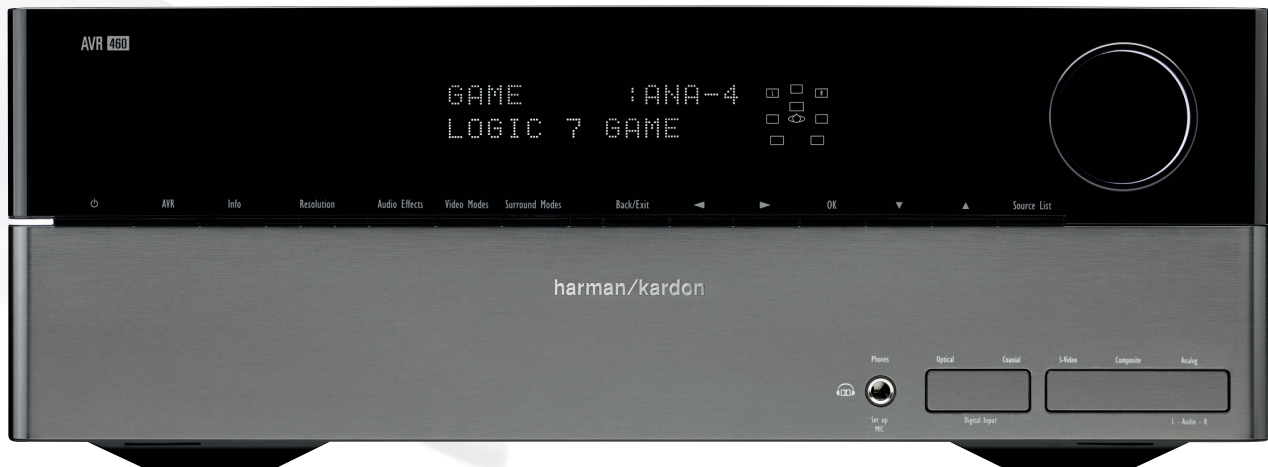 AVR 460
GAME :ANA-4
L R
LOGIC 7 GAME
AVR Info Resolution Audio Effects Video Modes Surround Modes Back/Exit ◄ ► OK ▼ ▲ Source List
harman/kardon
Phones Optical Coaxial S-Video Composite Analog
Set up Digital Input L - Audio - R
MIC